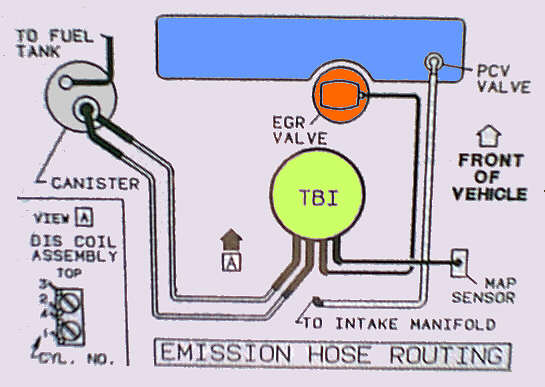 TO FUEL
TANK
PCV
VALVE
EGR
VALVE
FRONT
OF
VEHICLE
CANISTER
TBI
VIEW A
DIS COIL
ASSEMBLY
TOP
3
2
4
1
CYL. NO.
A
MAP
SENSOR
TO INTAKE MANIFOLD
EMISSION HOSE ROUTING